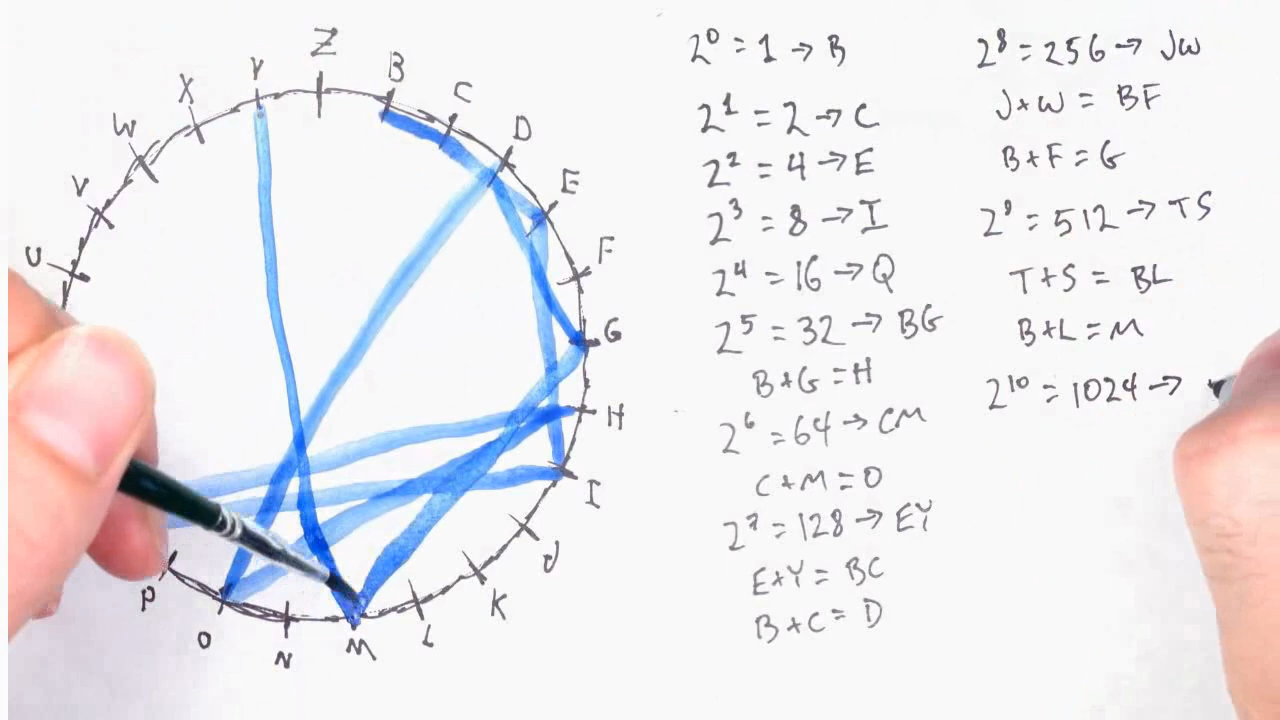 Z
B
C
D
E
F
G
H
I
J
K
L
M
N
O
P
U
V
W
X
Y
2⁰ = 1 → B
2¹ = 2 → C
2² = 4 → E
2³ = 8 → I
2⁴ = 16 → Q
2⁵ = 32 → BG
B+G = H
2⁶ = 64 → CM
C+M = O
2⁷ = 128 → EY
E+Y = BC
B+C = D
2⁸ = 256 → JW
J+W = BF
B+F = G
2⁹ = 512 → TS
T+S = BL
B+L = M
2¹⁰ = 1024 →